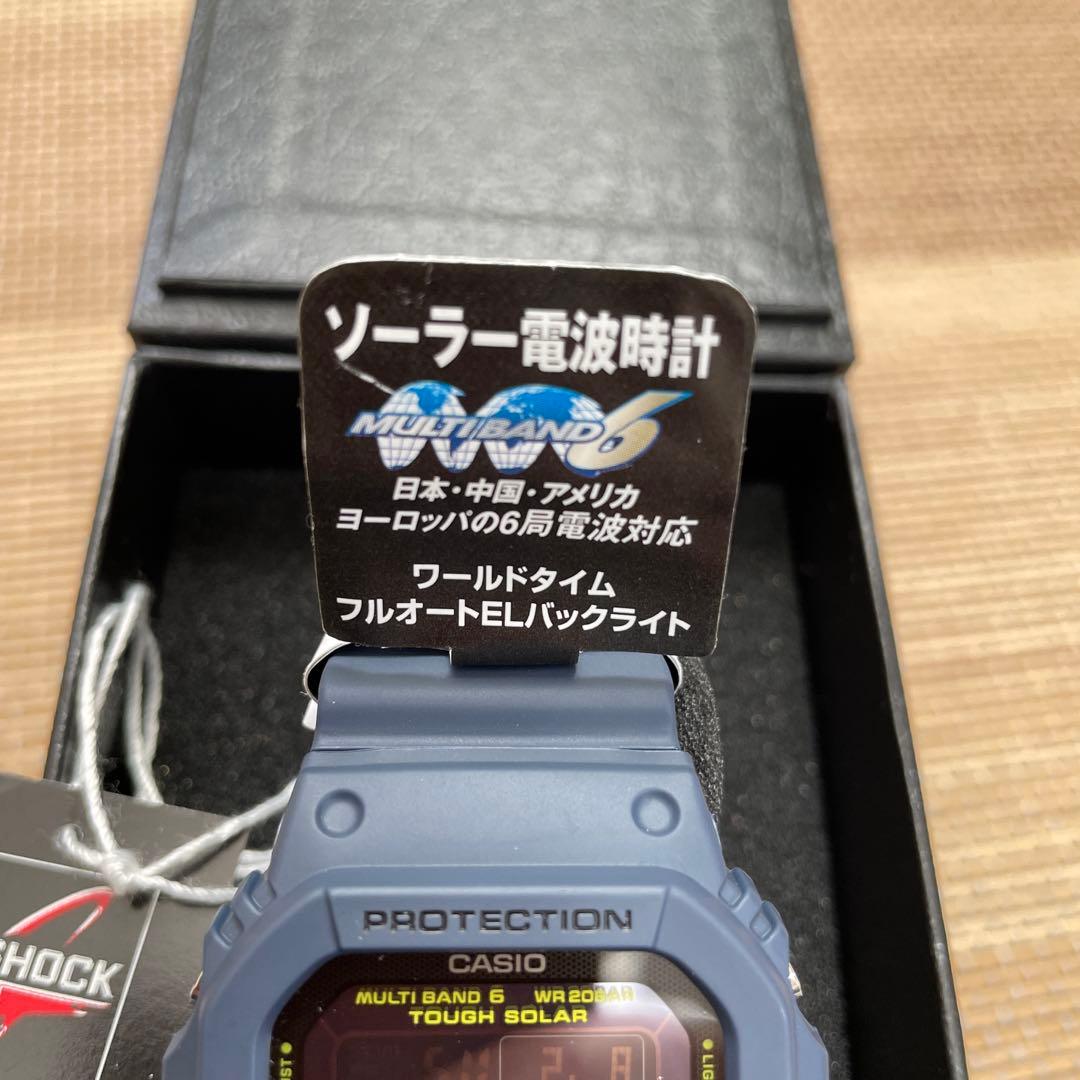 ソーラー電波時計
MULTI BAND 6
日本・中国・アメリカ
ヨーロッパの6局電波対応
ワールドタイム
フルオートELバックライト
SHOCK
PROTECTION
CASIO
MULTI BAND 6 WR20BAR
TOUGH SOLAR